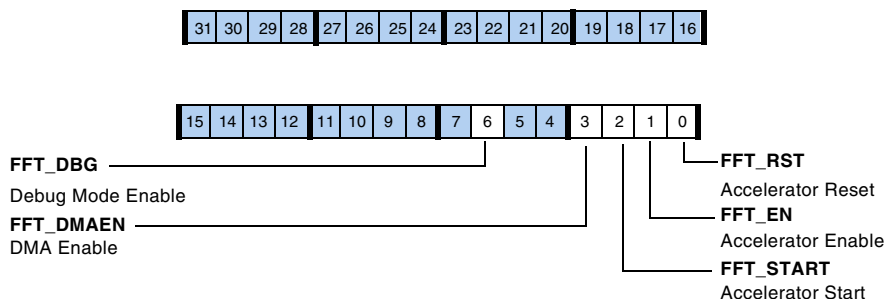 31 30 29 28 27 26 25 24 23 22 21 20 19 18 17 16
15 14 13 12 11 10 9 8 7 6 5 4 3 2 1 0
FFT_DBG
Debug Mode Enable
FFT_DMAEN
DMA Enable
FFT_RST
Accelerator Reset
FFT_EN
Accelerator Enable
FFT_START
Accelerator Start